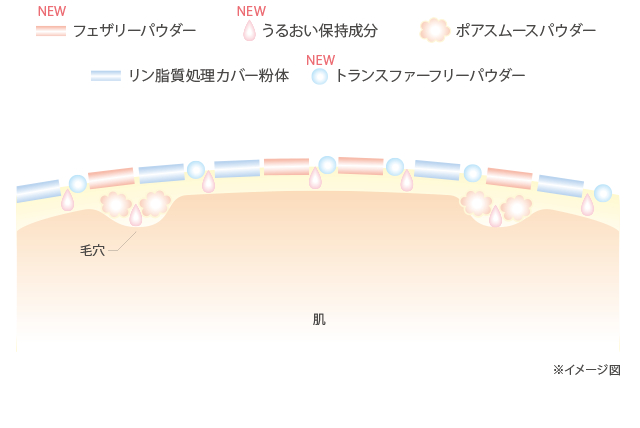 NEW NEW
フェザリーパウダー うるおい保持成分 ポアスムースパウダー
NEW
リン脂質処理カバー粉体 トランスファーフリーパウダー
毛穴
肌
※イメージ図